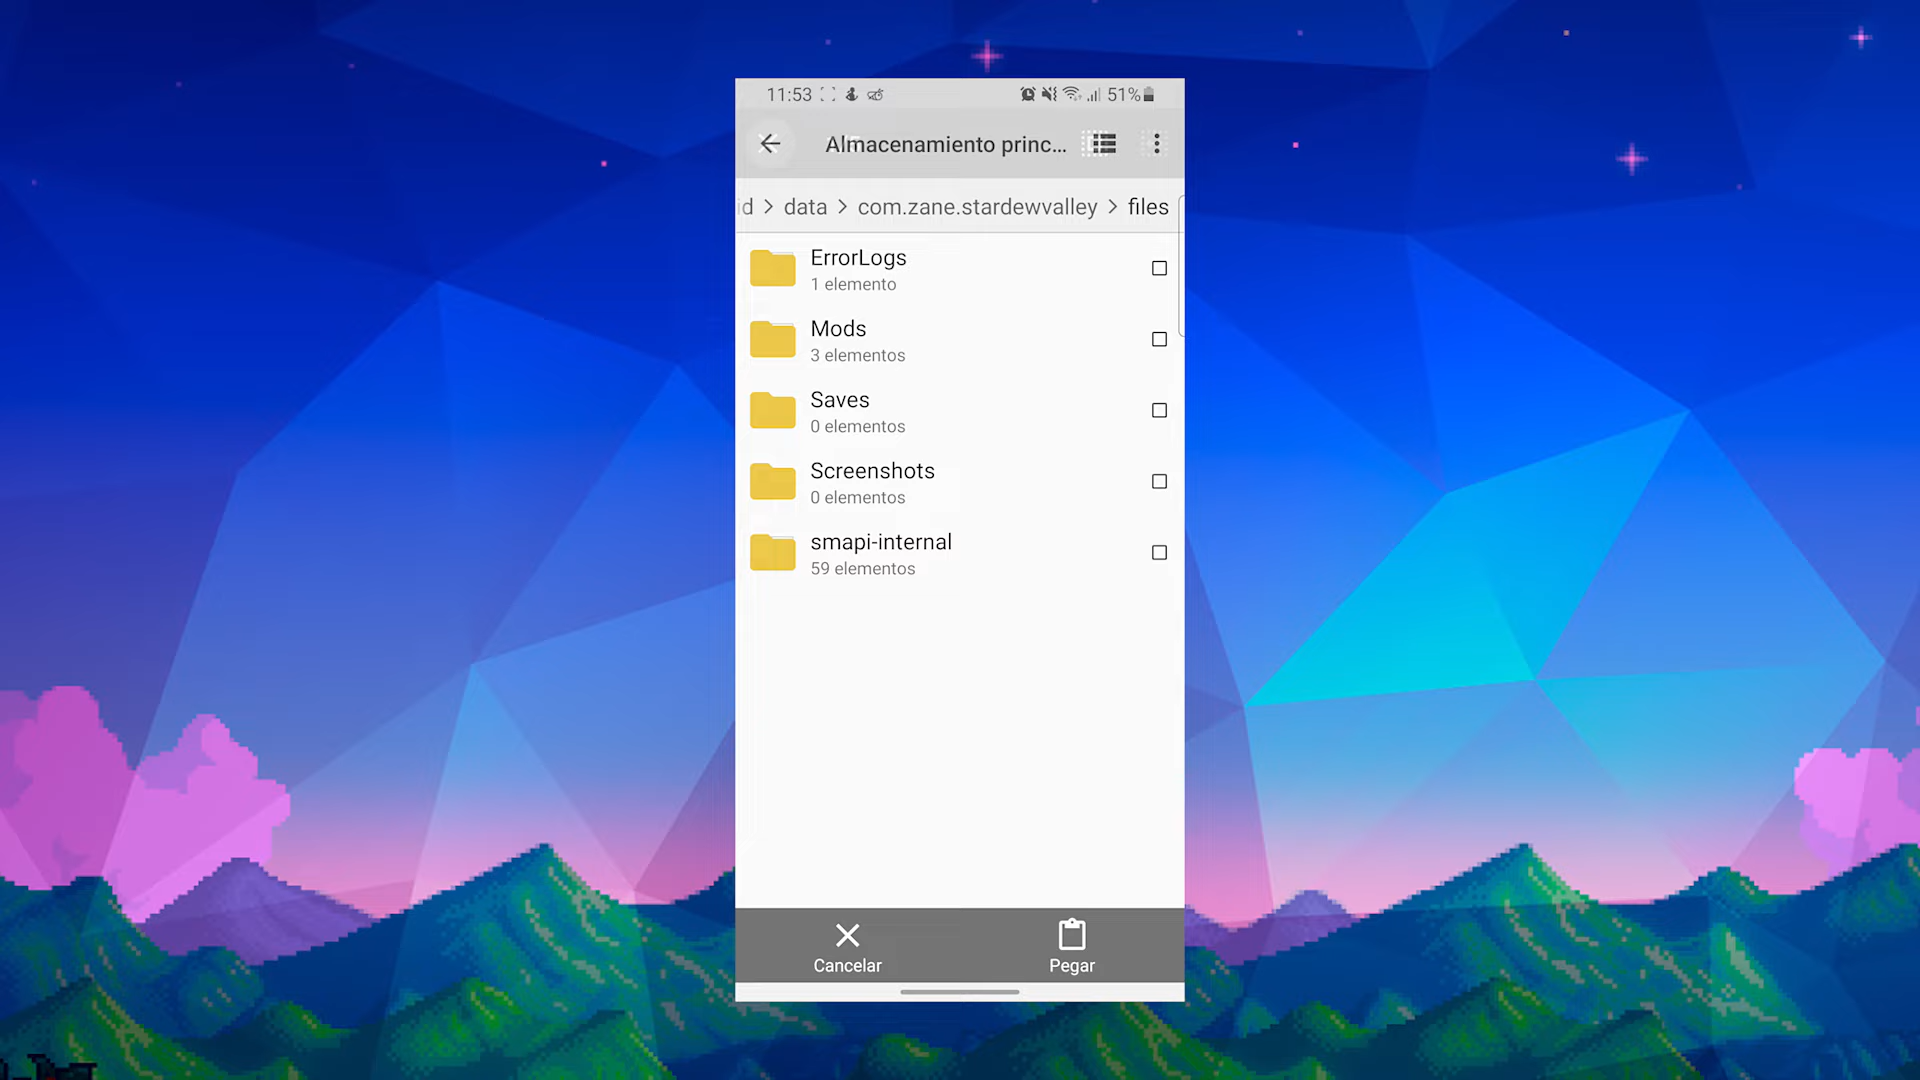 11:53 51%
Almacenamiento princ...
id > data > com.zane.stardewvalley > files
ErrorLogs
1 elemento
Mods
3 elementos
Saves
0 elementos
Screenshots
0 elementos
smapi-internal
59 elementos
Cancelar Pegar